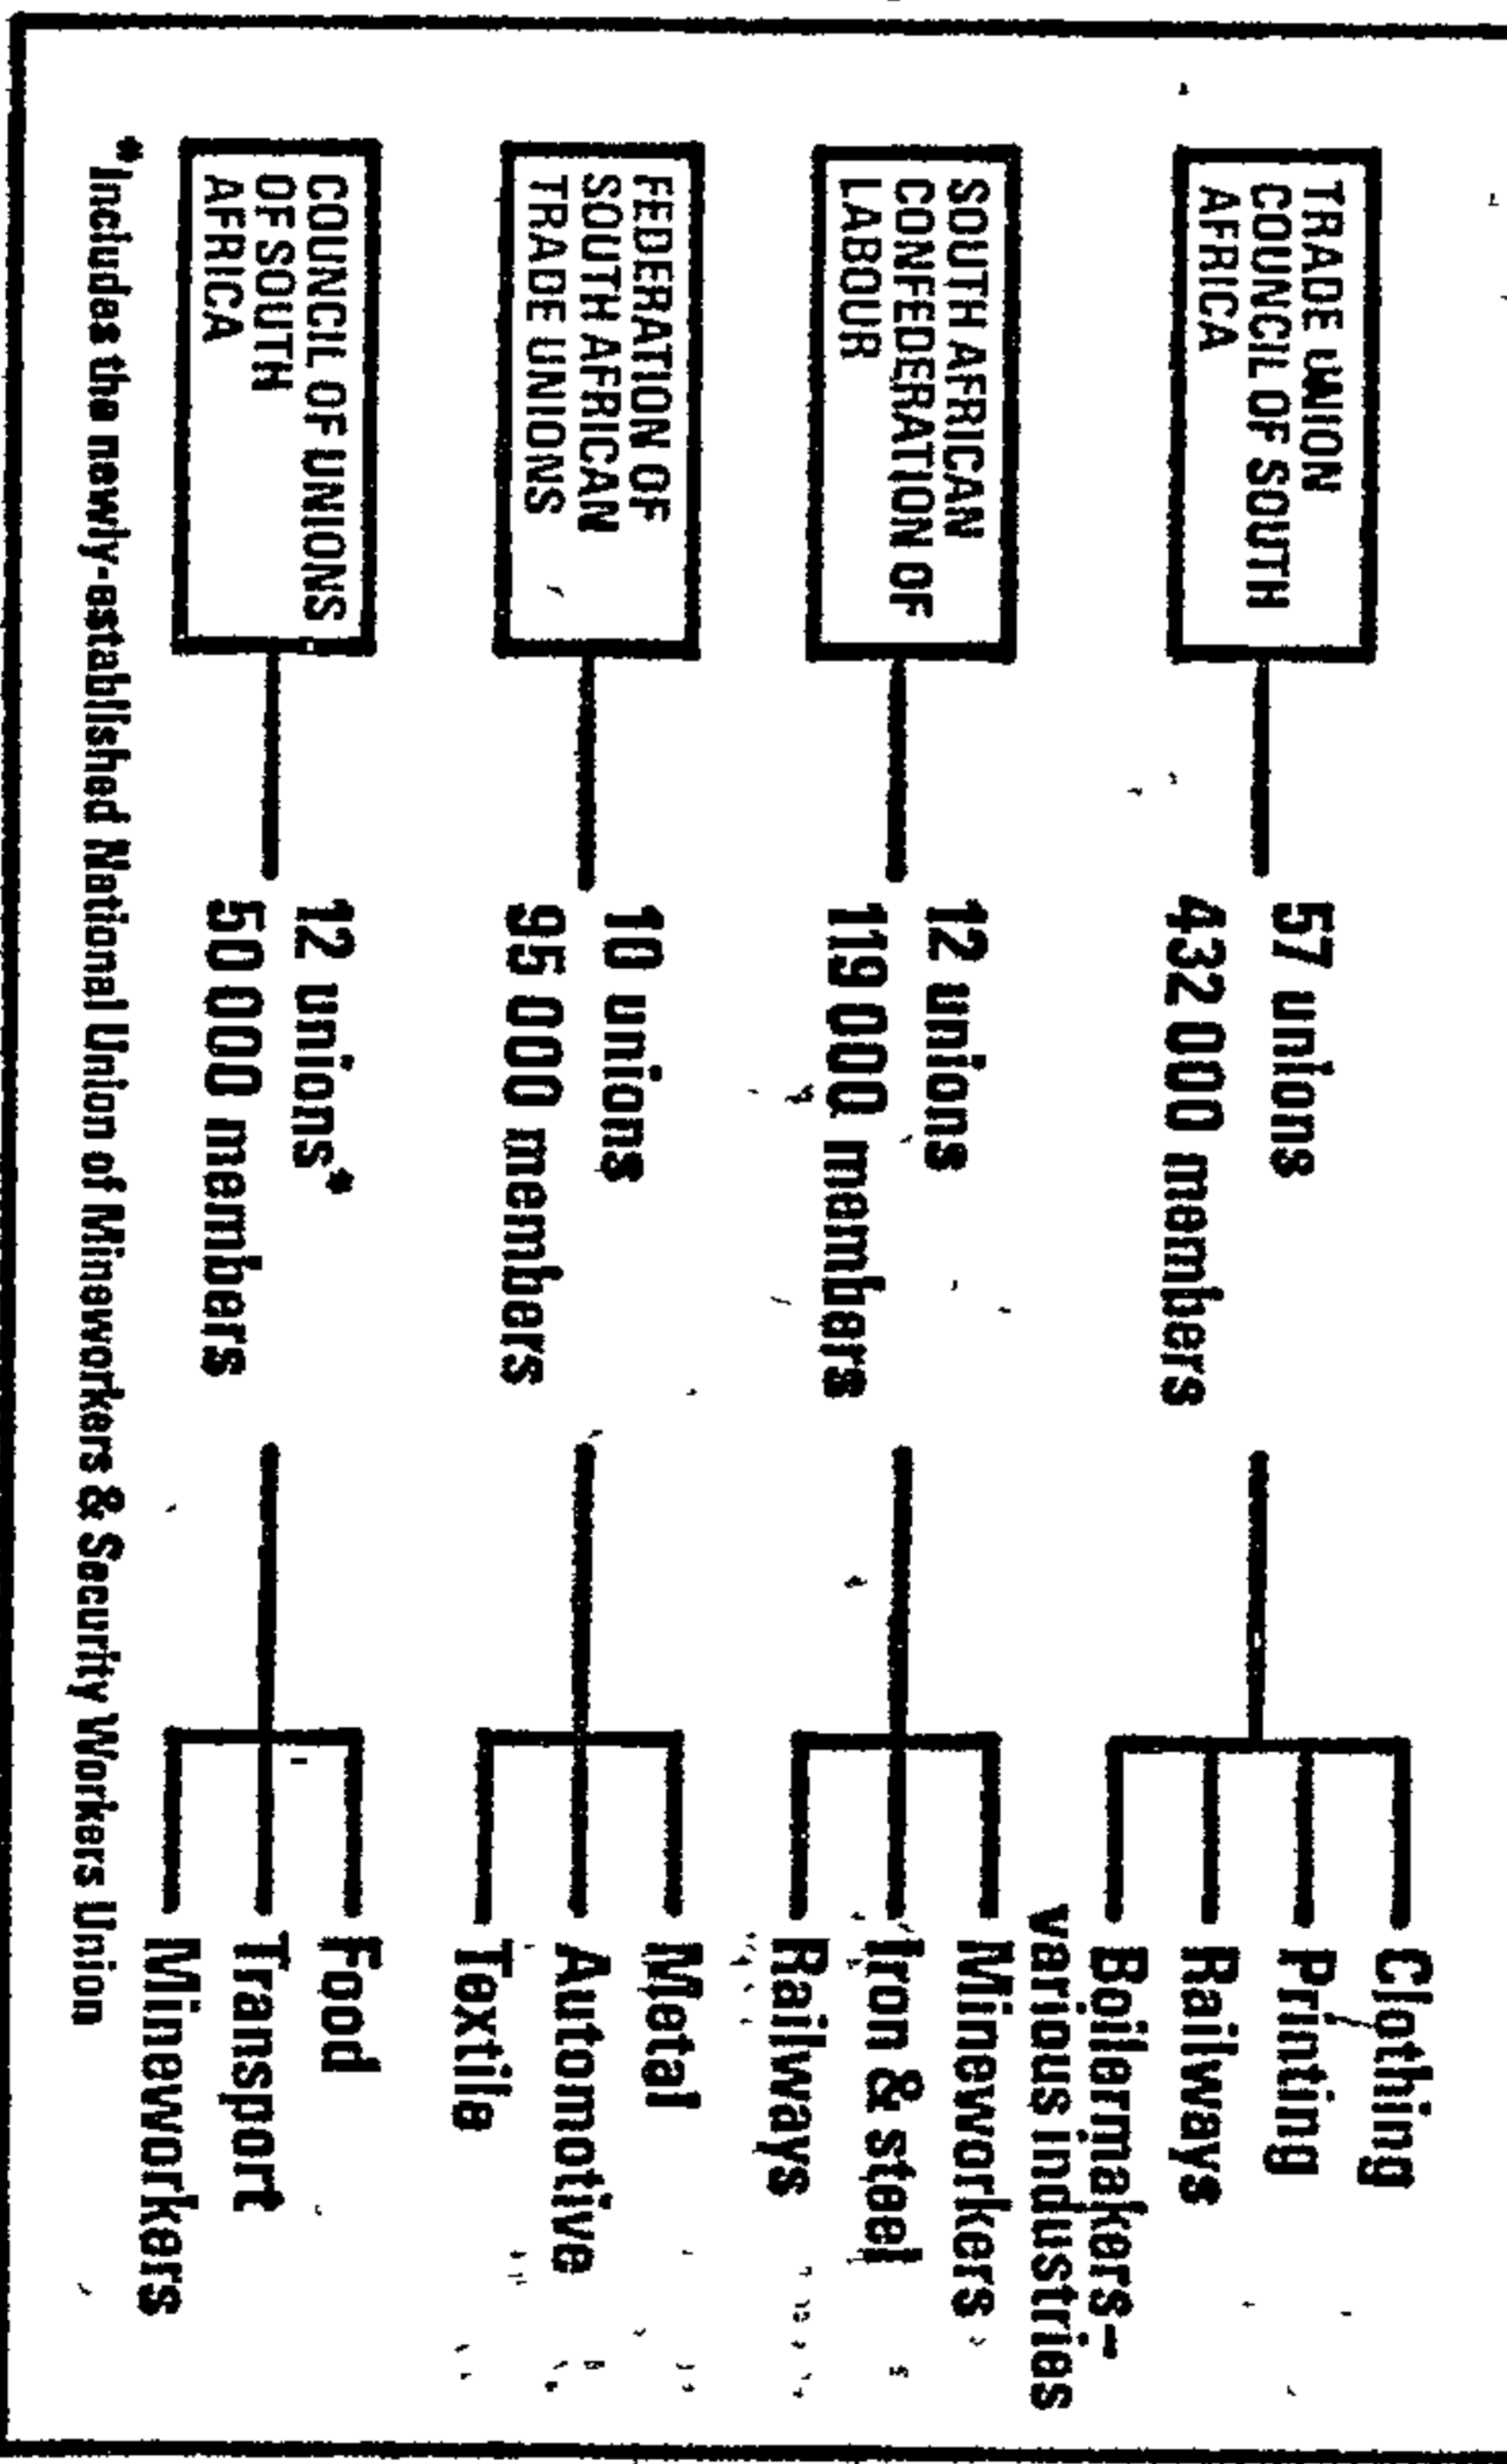 TRADE UNION
COUNCIL OF SOUTH
AFRICA
57 unions
432 000 members
Clothing
Printing
Railways
Boilermakers-
various industries
SOUTH AFRICAN
CONFEDERATION OF
LABOUR
12 unions
119 000 members
Mineworkers
Iron & steel
Railways
FEDERATION OF
SOUTH AFRICAN
TRADE UNIONS
10 unions
95 000 members
Metal
Automotive
Textile
COUNCIL OF UNIONS
OF SOUTH
AFRICA
12 unions*
50 000 members
Food
Transport
Mineworkers
*Includes the newly-established National Union of Mineworkers & Security Workers Union